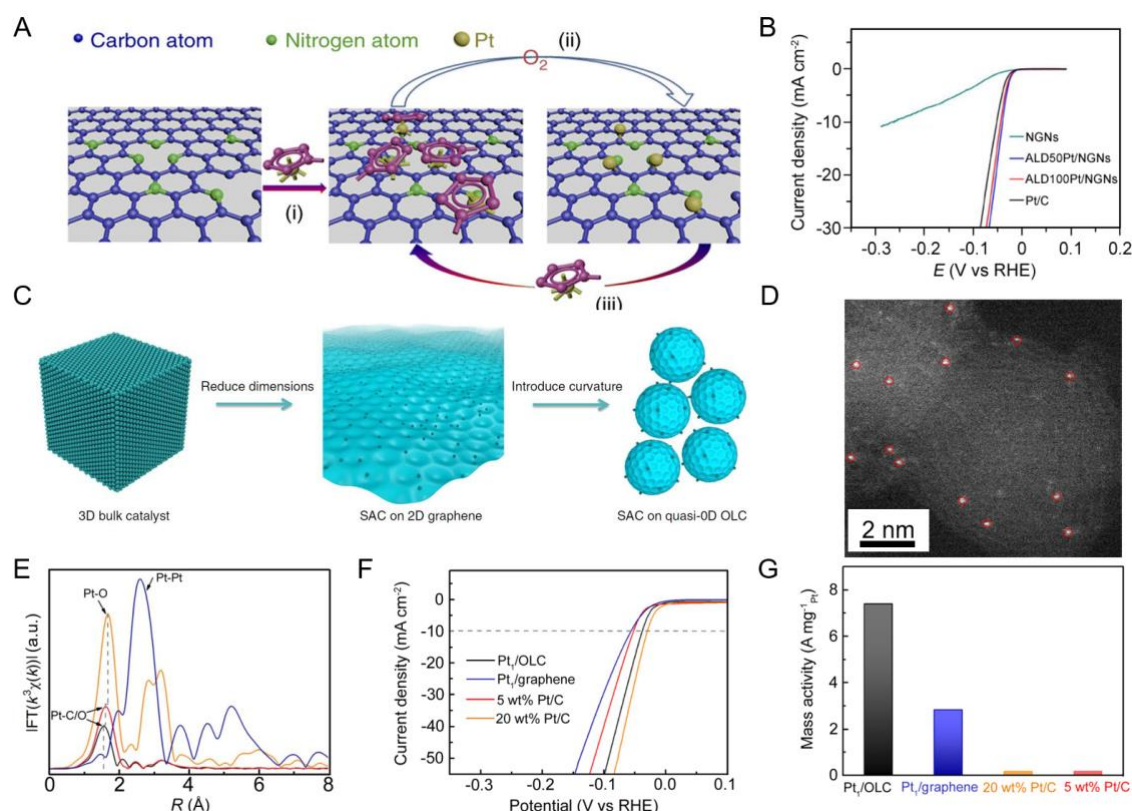 A
Carbon atom
Nitrogen atom
Pt
(ii)
O2
(i)
(iii)
B
Current density (mA cm-2)
0
-10
-20
-30
NGNs
ALD50Pt/NGNs
ALD100Pt/NGNs
Pt/C
-0.3 -0.2 -0.1 0 0.1 0.2
E (V vs RHE)
C
Reduce dimensions
Introduce curvature
3D bulk catalyst
SAC on 2D graphene
SAC on quasi-0D OLC
D
2 nm
E
Pt-O
Pt-Pt
Pt-C/O
IFT(k3χ(k))I (a.u.)
0 2 4 6 8
R (Å)
F
Current density (mA cm-2)
0
-10
-20
-30
-40
-50
Pt1/OLC
Pt1/graphene
5 wt% Pt/C
20 wt% Pt/C
-0.3 -0.2 -0.1 0.0 0.1
Potential (V vs RHE)
G
Mass activity (A mg-1Pt)
8
6
4
2
0
Pt1/OLC Pt1/graphene 20 wt% Pt/C 5 wt% Pt/C